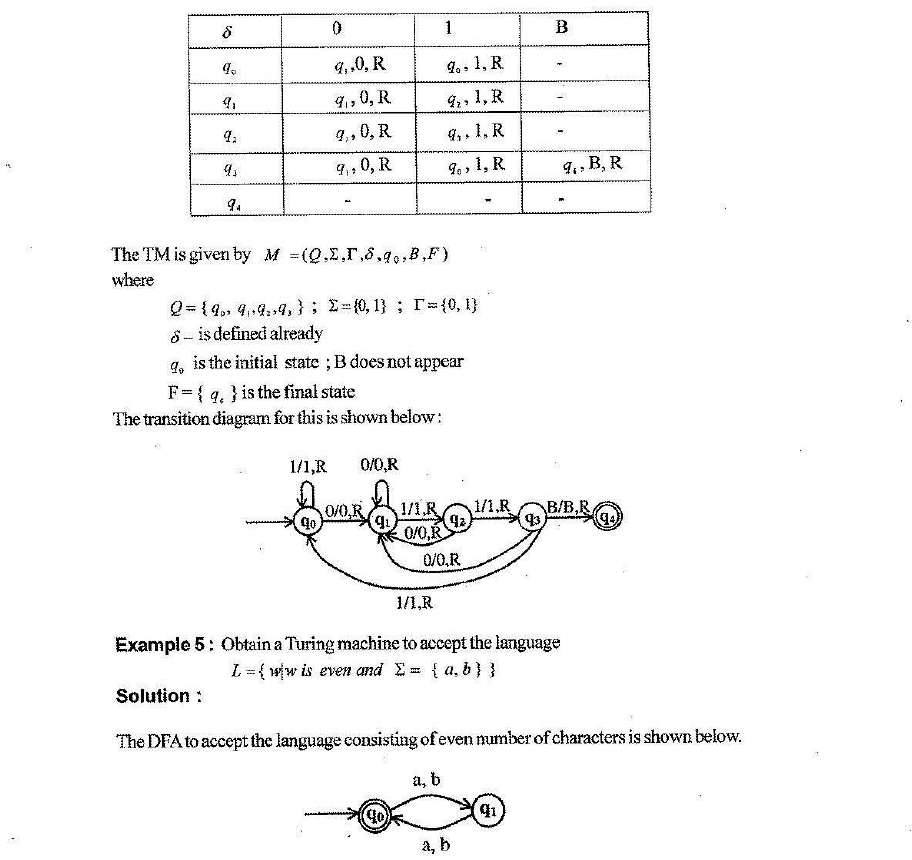 δ 0 1 B
q₀ q₁,0, R q₀, 1, R -
q₁ q₁, 0, R q₂, 1, R -
q₂ q₁, 0, R q₃, 1, R -
q₃ q₁, 0, R q₀, 1, R q₄, B, R
q₄ - - -
The TM is given by M = (Q,Σ,Γ,δ,q₀,B,F)
where
Q = { q₀, q₁,q₂,q₃ } ; Σ={0, 1} ; Γ={0, 1}
δ – is defined already
q₀ is the initial state ; B does not appear
F= { q₄ } is the final state
The transition diagram for this is shown below :
1/1,R 0/0,R
q₀ 0/0,R q₁ 1/1,R q₂ 1/1,R q₃ B/B,R q₄
0/0,R
0/0,R
1/1,R
Example 5 : Obtain a Turing machine to accept the language
L = { w|w is even and Σ = { a, b } }
Solution :
The DFA to accept the language consisting of even number of characters is shown below.
a, b
q₀ q₁
a, b